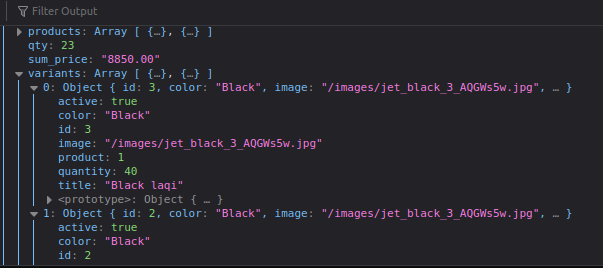 Filter Output
products: Array [ {…}, {…} ]
qty: 23
sum_price: "8850.00"
variants: Array [ {…}, {…} ]
0: Object { id: 3, color: "Black", image: "/images/jet_black_3_AQGWs5w.jpg", … }
active: true
color: "Black"
id: 3
image: "/images/jet_black_3_AQGWs5w.jpg"
product: 1
quantity: 40
title: "Black laqi"
<prototype>: Object { … }
1: Object { id: 2, color: "Black", image: "/images/jet_black_3_AQGWs5w.jpg", … }
active: true
color: "Black"
id: 2